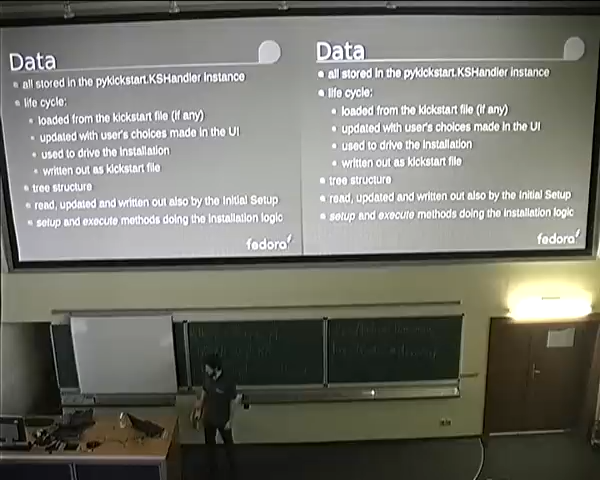 Data
all stored in the pykickstart.KSHandler instance
life cycle:
loaded from the kickstart file (if any)
updated with user's choices made in the UI
used to drive the installation
written out as kickstart file
tree structure
read, updated and written out also by the Initial Setup
setup and execute methods doing the installation logic
fedora
Data
all stored in the pykickstart.KSHandler instance
life cycle:
loaded from the kickstart file (if any)
updated with user's choices made in the UI
used to drive the installation
written out as kickstart file
tree structure
read, updated and written out also by the Initial Setup
setup and execute methods doing the installation logic
fedora